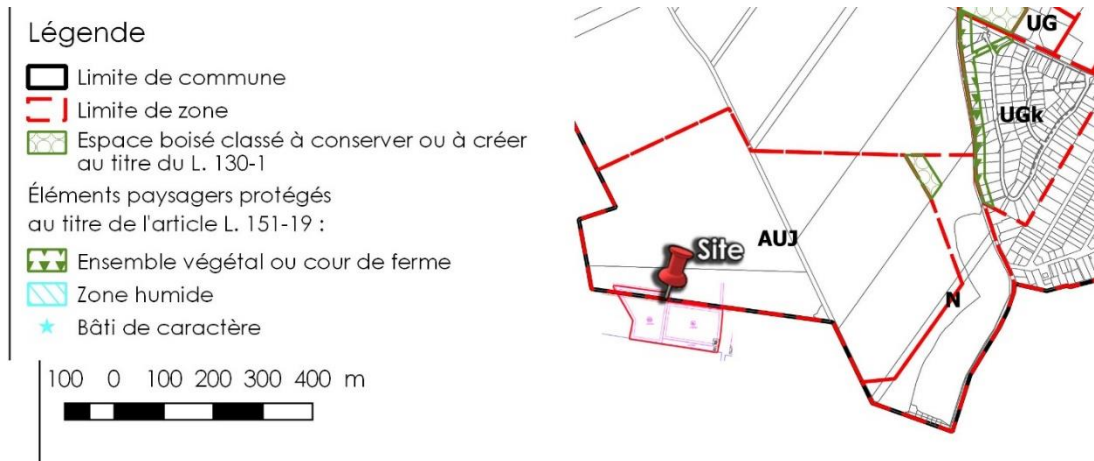 Légende
Limite de commune
Limite de zone
Espace boisé classé à conserver ou à créer
au titre du L. 130-1
Éléments paysagers protégés
au titre de l'article L. 151-19 :
Ensemble végétal ou cour de ferme
Zone humide
Bâti de caractère
100 0 100 200 300 400 m
UG
UGk
AUJ
Site
N